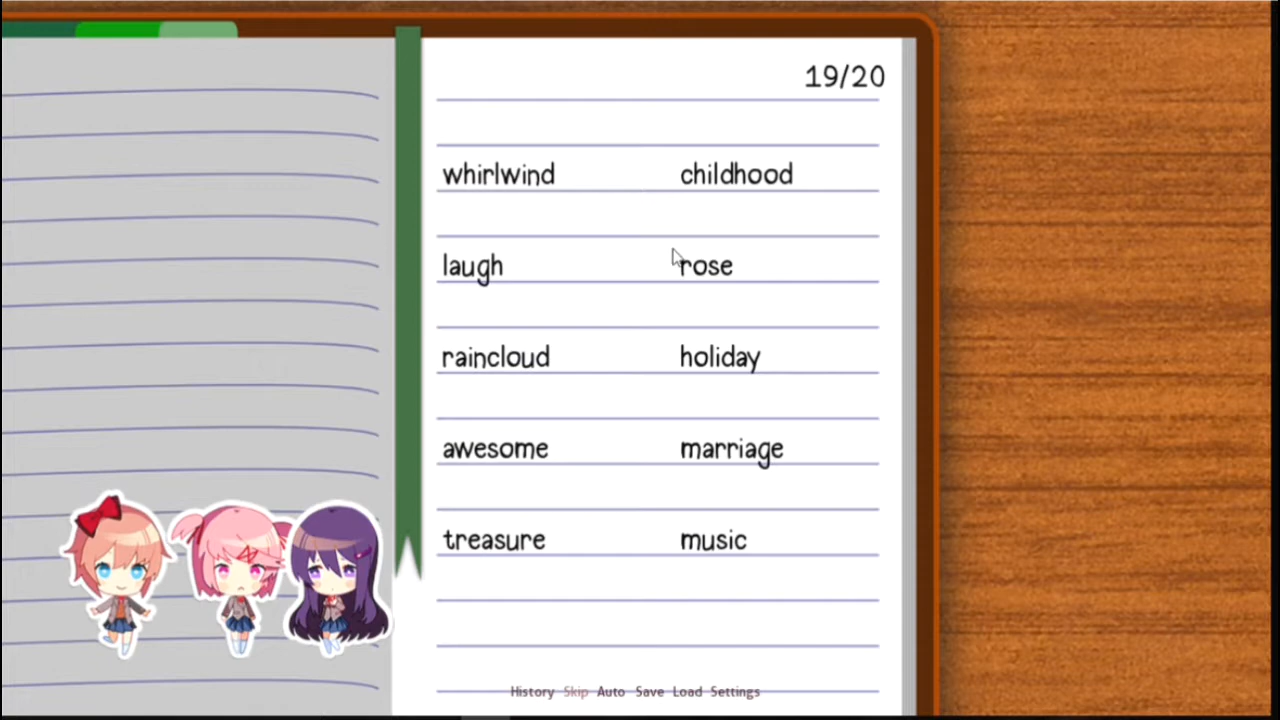 19/20
whirlwind childhood
laugh rose
raincloud holiday
awesome marriage
treasure music
History Skip Auto Save Load Settings